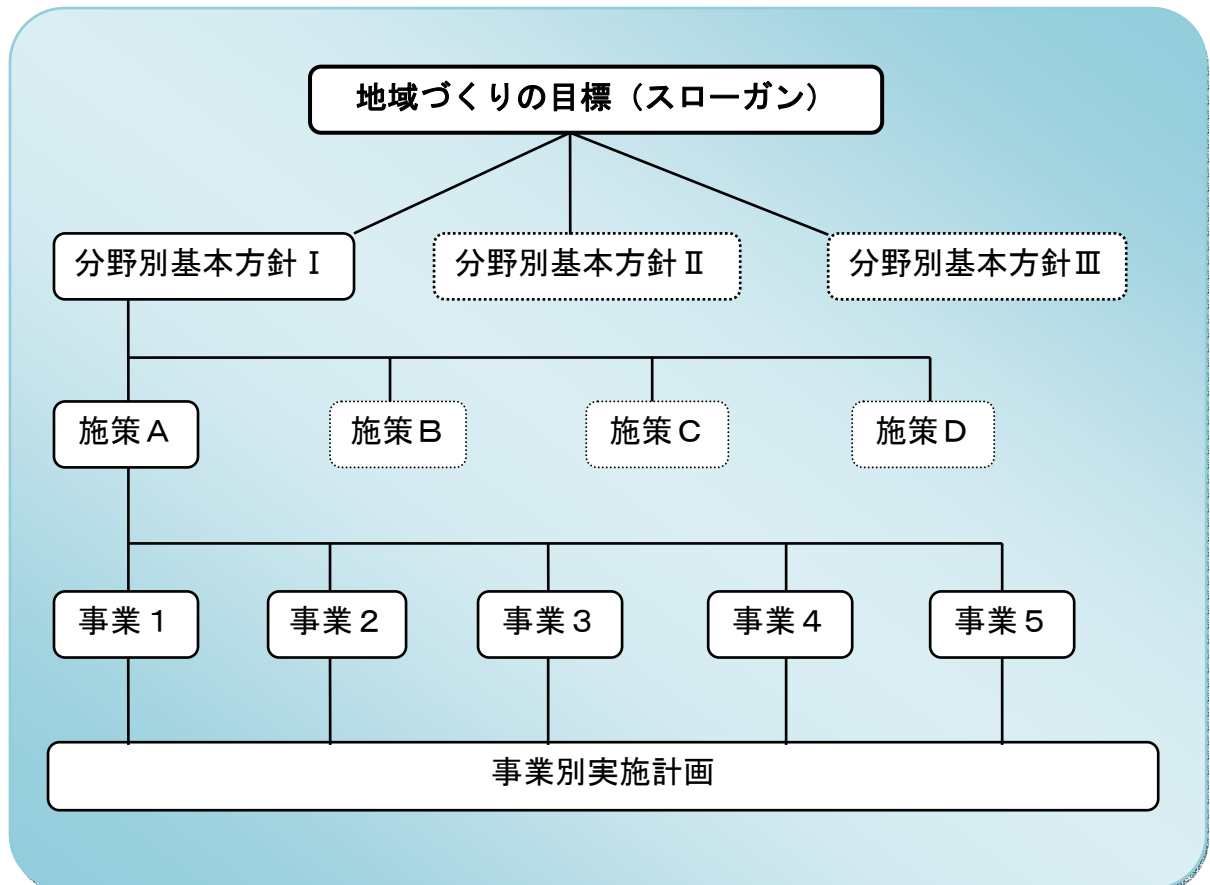 地域づくりの目標（スローガン）
分野別基本方針Ⅰ
分野別基本方針Ⅱ
分野別基本方針Ⅲ
施策Ａ
施策Ｂ
施策Ｃ
施策Ｄ
事業１
事業２
事業３
事業４
事業５
事業別実施計画